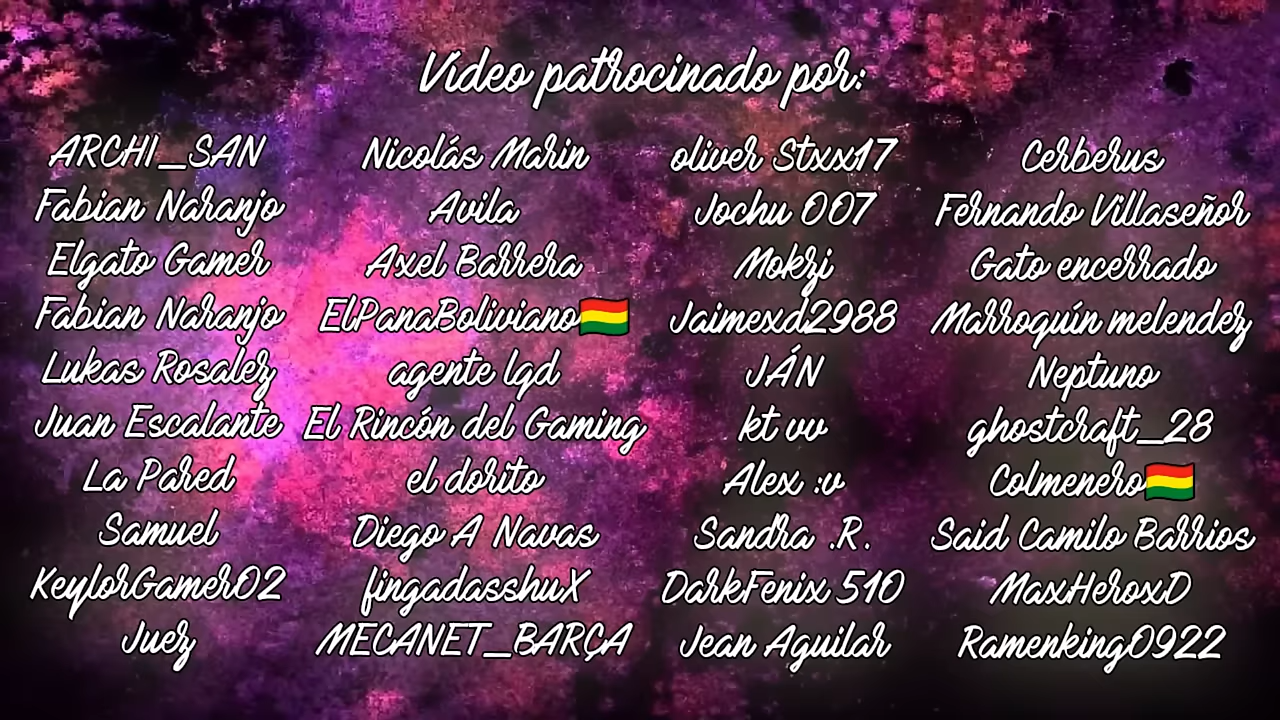 Vídeo patrocinado por:
ARCHI_SAN
Fabian Naranjo
Elgato Gamer
Fabian Naranjo
Lukas Rosalez
Juan Escalante
La Pared
Samuel
KeylorGamer02
Juez
Nicolás Marin
Avila
Axel Barrera
ElPanaBoliviano🇧🇴
agente lgd
El Rincón del Gaming
el dorito
Diego A Navas
fingadasshuX
MECANET_BARÇA
oliver Stxx17
Jochu 007
Mokzj
Jaimexd2988
JÁN
kt vv
Alex :v
Sandra .R.
DarkFenix 510
Jean Aguilar
Cerberus
Fernando Villaseñor
Gato encerrado
Marroquín melendez
Neptuno
ghostcraft_28
Colmenero🇧🇴
Said Camilo Barrios
MaxHeroxD
Ramenking0922